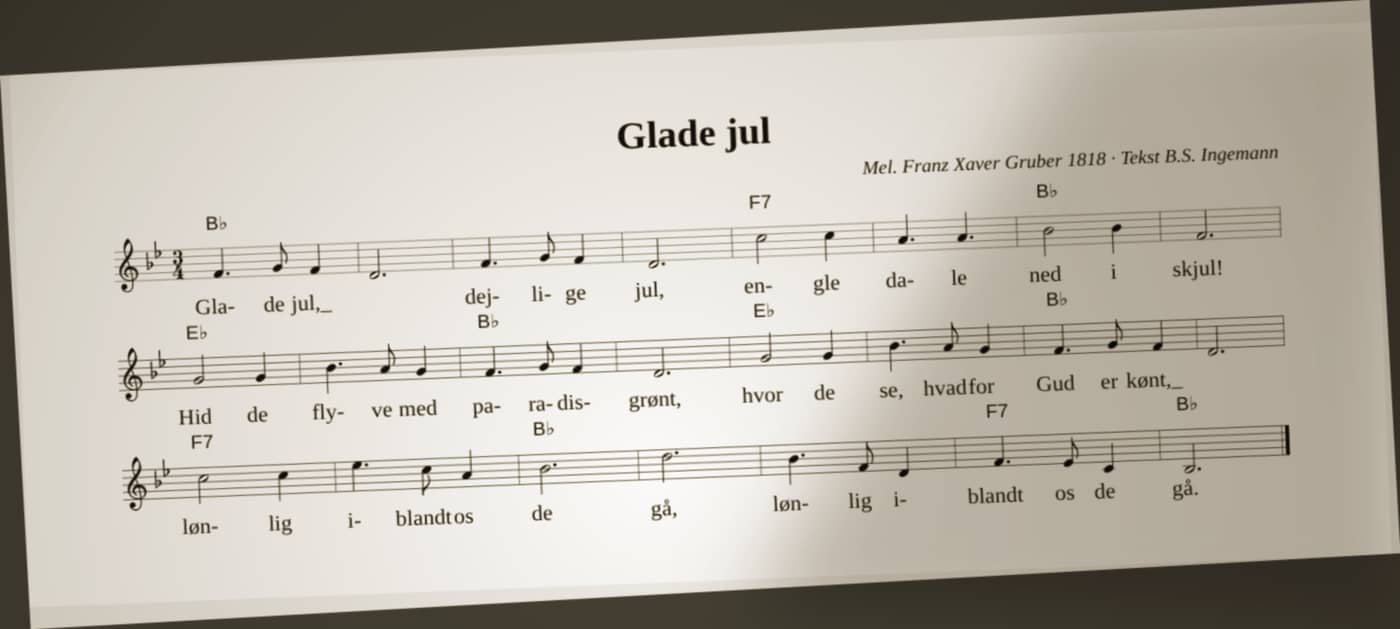 Glade jul
Mel. Franz Xaver Gruber 1818 · Tekst B.S. Ingemann
B♭ F7 B♭
3
4
Gla- de jul,_ dej- li- ge jul, en- gle da- le ned i skjul!
E♭ B♭ E♭ B♭
Hid de fly- ve med pa- ra- dis- grønt, hvor de se, hvad for Gud er kønt,_
F7 B♭ F7 B♭
løn- lig i- blandt os de gå, løn- lig i- blandt os de gå.